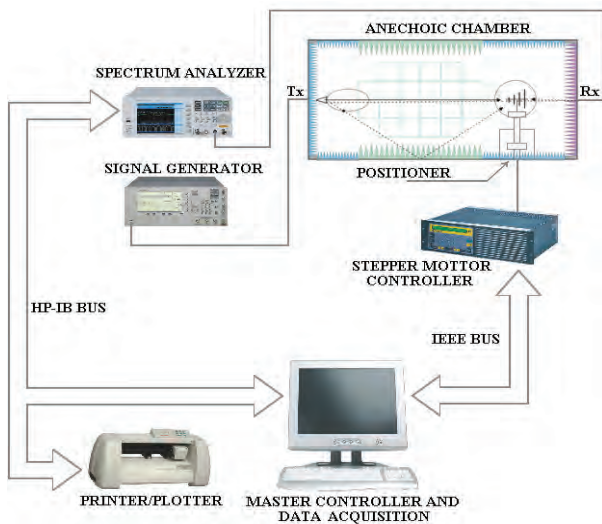 ANECHOIC CHAMBER
SPECTRUM ANALYZER
Tx
Rx
SIGNAL GENERATOR
POSITIONER
STEPPER MOTTOR
CONTROLLER
HP-IB BUS
IEEE BUS
PRINTER/PLOTTER
MASTER CONTROLLER AND
DATA ACQUISITION